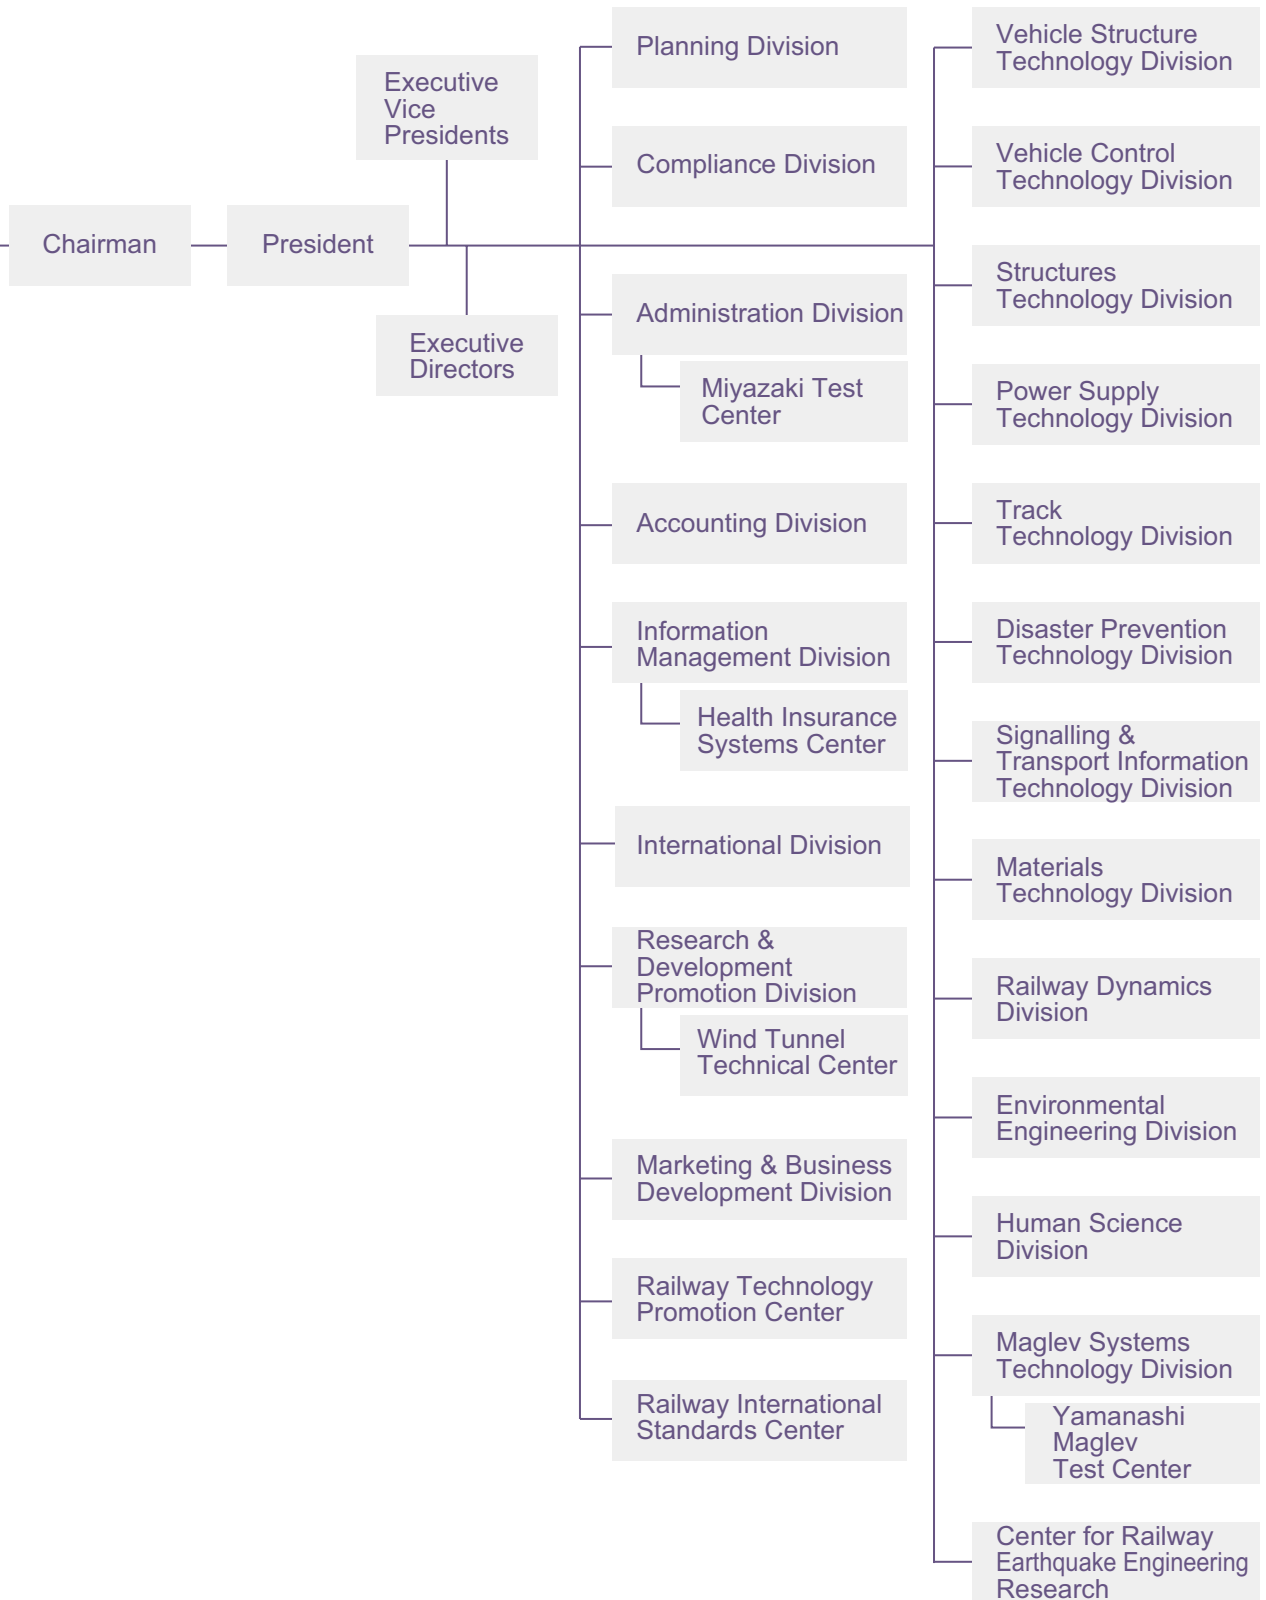 Chairman
President
Executive
Vice
Presidents
Executive
Directors
Planning Division
Compliance Division
Administration Division
Miyazaki Test
Center
Accounting Division
Information
Management Division
Health Insurance
Systems Center
International Division
Research &
Development
Promotion Division
Wind Tunnel
Technical Center
Marketing & Business
Development Division
Railway Technology
Promotion Center
Railway International
Standards Center
Vehicle Structure
Technology Division
Vehicle Control
Technology Division
Structures
Technology Division
Power Supply
Technology Division
Track
Technology Division
Disaster Prevention
Technology Division
Signalling &
Transport Information
Technology Division
Materials
Technology Division
Railway Dynamics
Division
Environmental
Engineering Division
Human Science
Division
Maglev Systems
Technology Division
Yamanashi
Maglev
Test Center
Center for Railway
Earthquake Engineering
Research